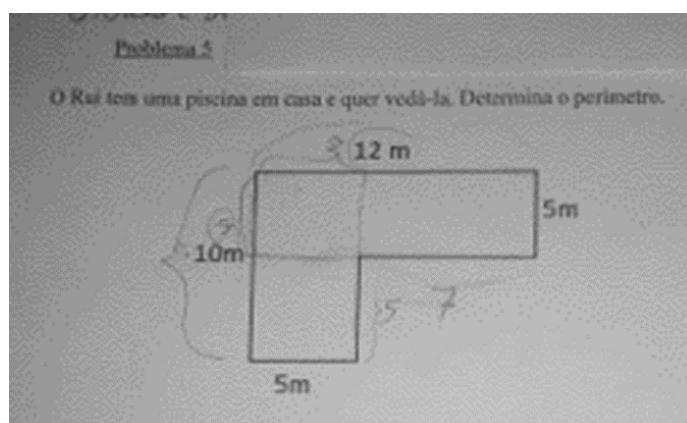 Problema 5
O Rui tem uma piscina em casa e quer vedá-la. Determina o perímetro.
12 m
5m
5
10m
5 7
5m